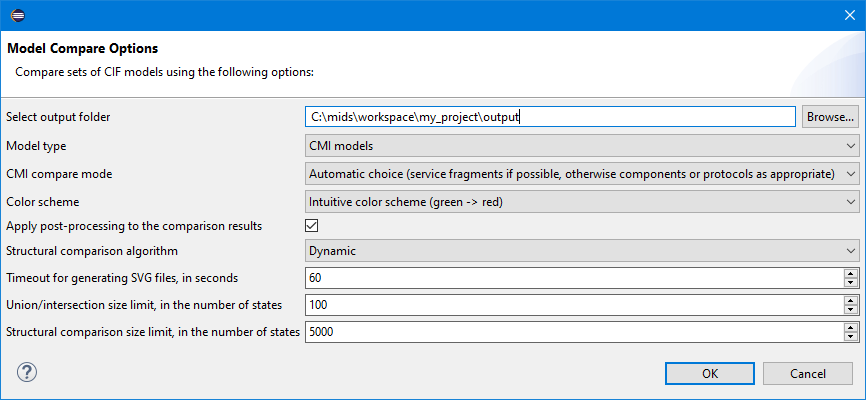 Model Compare Options
Compare sets of CIF models using the following options:
Select output folder C:\mids\workspace\my_project\output Browse...
Model type CMI models
CMI compare mode Automatic choice (service fragments if possible, otherwise components or protocols as appropriate)
Color scheme Intuitive color scheme (green -> red)
Apply post-processing to the comparison results
Structural comparison algorithm Dynamic
Timeout for generating SVG files, in seconds 60
Union/intersection size limit, in the number of states 100
Structural comparison size limit, in the number of states 5000
? OK Cancel